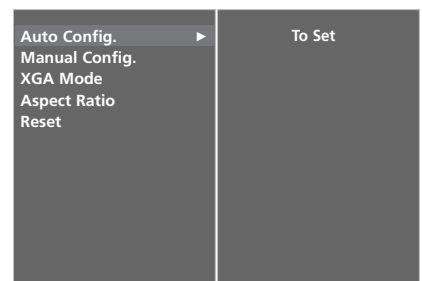 Auto Config. ► To Set
Manual Config.
XGA Mode
Aspect Ratio
Reset